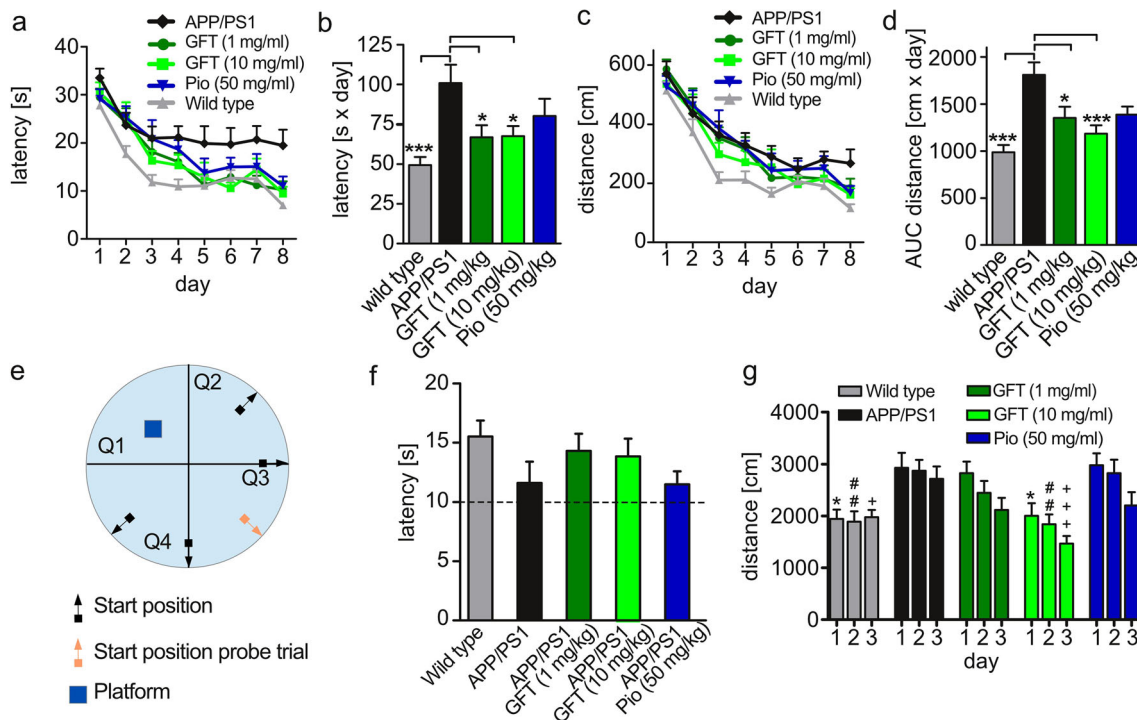 a
APP/PS1
GFT (1 mg/ml)
GFT (10 mg/ml)
Pio (50 mg/ml)
Wild type
latency [s]
40
30
20
10
0
1 2 3 4 5 6 7 8
day
b
latency [s x day]
125
100
75
50
25
0
***
*
*
wild type
APP/PS1
GFT (1 mg/kg
GFT (10 mg/kg)
Pio (50 mg/kg
c
APP/PS1
GFT (1 mg/ml)
GFT (10 mg/ml)
Pio (50 mg/ml)
Wild type
distance [cm]
800
600
400
200
0
1 2 3 4 5 6 7 8
day
d
AUC distance [cm x day]
2000
1500
1000
500
0
***
*
***
wild type
APP/PS1
GFT (1 mg/kg
GFT (10 mg/kg)
Pio (50 mg/kg
e
Q2
Q1
Q3
Q4
Start position
Start position probe trial
Platform
f
latency [s]
20
15
10
5
0
Wild type
APP/PS1
APP/PS1
GFT (1 mg/kg)
APP/PS1
GFT (10 mg/kg)
APP/PS1
Pio (50 mg/kg)
g
Wild type
APP/PS1
GFT (1 mg/ml)
GFT (10 mg/ml)
Pio (50 mg/ml)
distance [cm]
4000
3000
2000
1000
0
* ## +
* ## +++
1 2 3 1 2 3 1 2 3 1 2 3 1 2 3
day